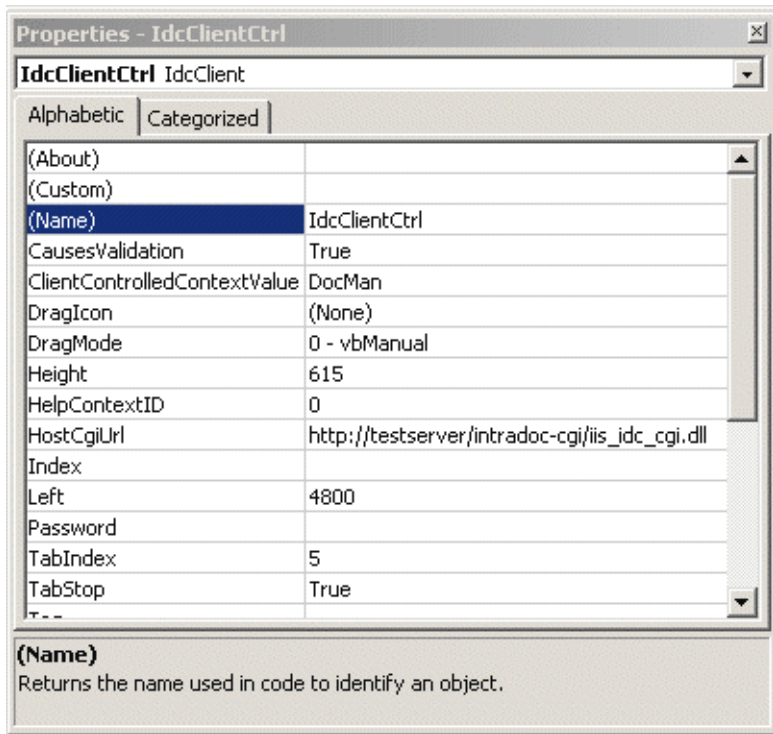 Properties - IdcClientCtrl
IdcClientCtrl IdcClient
Alphabetic Categorized
(About)
(Custom)
(Name) IdcClientCtrl
CausesValidation True
ClientControlledContextValue DocMan
DragIcon (None)
DragMode 0 - vbManual
Height 615
HelpContextID 0
HostCgiUrl http://testserver/intradoc-cgi/iis_idc_cgi.dll
Index
Left 4800
Password
TabIndex 5
TabStop True
(Name)
Returns the name used in code to identify an object.